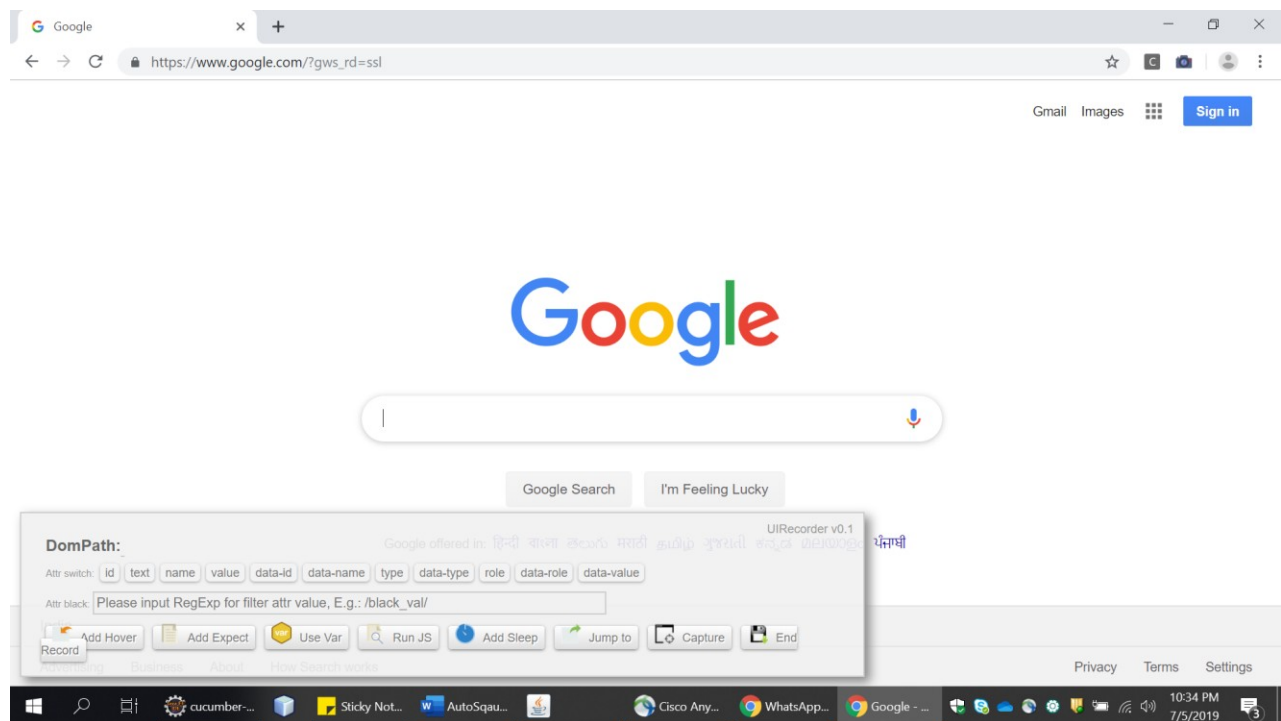 Google
https://www.google.com/?gws_rd=ssl
Gmail Images Sign in
Google
Google Search I'm Feeling Lucky
UIRecorder v0.1
DomPath:
Google offered in: हिन्दी বাংলা తెలుగు मराठी தமிழ் ગુજરાતી ಕನ್ನಡ മലയാളം ਪੰਜਾਬੀ
Attr switch: id text name value data-id data-name type data-type role data-role data-value
Attr black: Please input RegExp for filter attr value, E.g.: /black_val/
India
Add Hover Add Expect var Use Var Run JS Add Sleep Jump to Capture End
Record
Advertising Business About How Search works Privacy Terms Settings
cucumber-... Sticky Not... AutoSqau... Cisco Any... WhatsApp... Google - ...
10:34 PM
7/5/2019
3